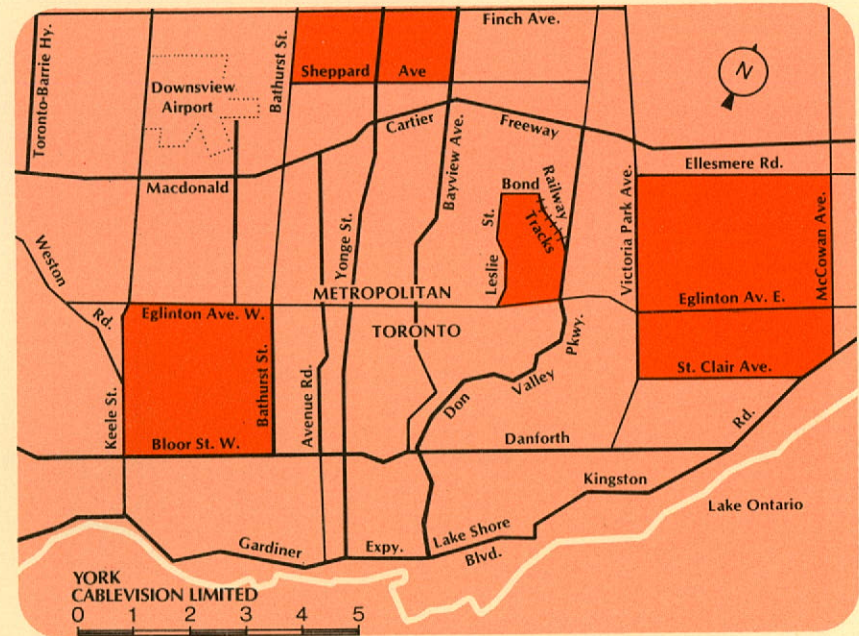 Finch Ave.
Toronto-Barrie Hy.
Bathurst St.
Sheppard Ave
Downsview
Airport
N
Cartier Freeway
Bayview Ave.
Ellesmere Rd.
Macdonald
Bond
Railway
Tracks
Leslie St.
Yonge St.
Victoria Park Ave.
McCowan Ave.
Weston Rd.
METROPOLITAN
TORONTO
Eglinton Ave. W.
Eglinton Av. E.
Keele St.
Bathurst St.
Avenue Rd.
Don Valley Pkwy.
St. Clair Ave.
Bloor St. W.
Danforth
Kingston Rd.
Lake Ontario
Gardiner Expy.
Lake Shore
Blvd.
YORK
CABLEVISION LIMITED
0 1 2 3 4 5